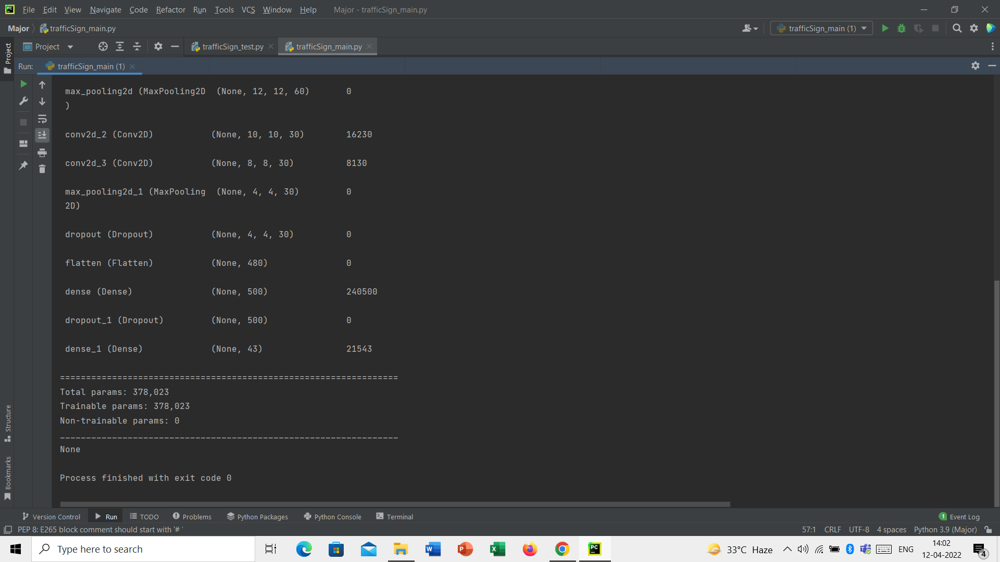 File Edit View Navigate Code Refactor Run Tools VCS Window Help Major - trafficSign_main.py
Major trafficSign_main.py trafficSign_main (1)
Project trafficSign_test.py trafficSign_main.py
Project
Run: trafficSign_main (1)
max_pooling2d (MaxPooling2D (None, 12, 12, 60) 0
)
conv2d_2 (Conv2D) (None, 10, 10, 30) 16230
conv2d_3 (Conv2D) (None, 8, 8, 30) 8130
max_pooling2d_1 (MaxPooling (None, 4, 4, 30) 0
2D)
dropout (Dropout) (None, 4, 4, 30) 0
flatten (Flatten) (None, 480) 0
dense (Dense) (None, 500) 240500
dropout_1 (Dropout) (None, 500) 0
dense_1 (Dense) (None, 43) 21543
=================================================================
Total params: 378,023
Trainable params: 378,023
Non-trainable params: 0
_________________________________________________________________
None
Process finished with exit code 0
Structure
Bookmarks
Version Control Run TODO Problems Python Packages Python Console Terminal 1 Event Log
PEP 8: E265 block comment should start with '# ' 57:1 CRLF UTF-8 4 spaces Python 3.9 (Major)
Type here to search 33°C Haze ENG 14:02
12-04-2022 4